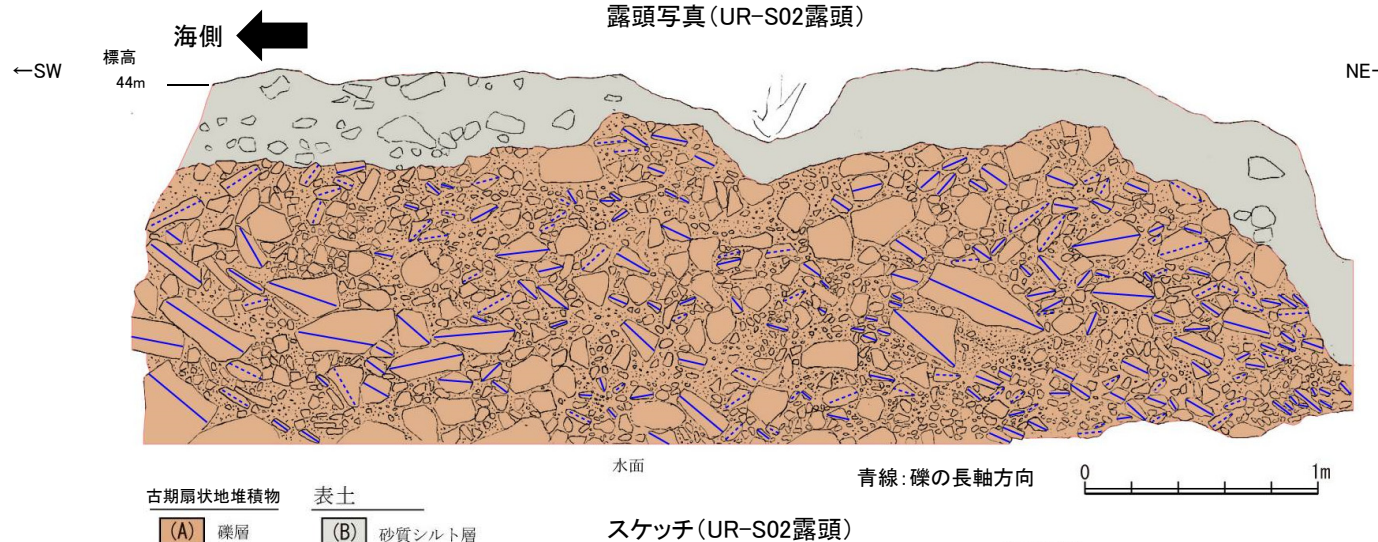 露頭写真(UR-S02露頭)
海側
←SW
標高
44m
NE-
水面
青線:礫の長軸方向
0
1m
古期扇状地堆積物
表土
(A) 礫層
(B) 砂質シルト層
スケッチ(UR-S02露頭)